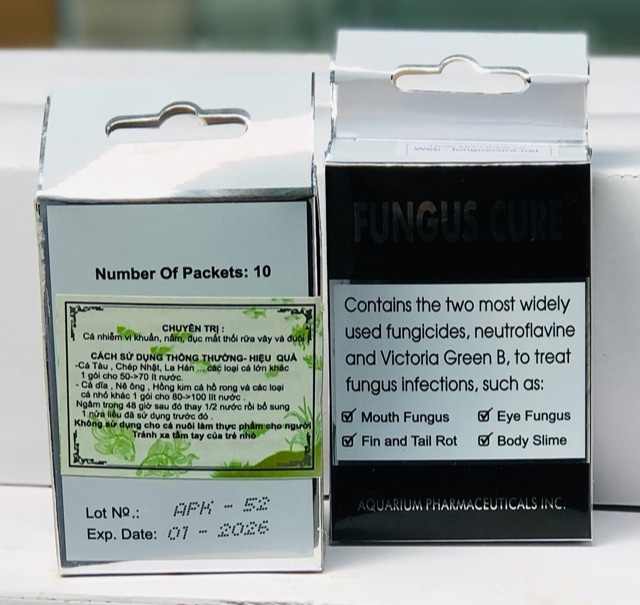 Number Of Packets: 10
CHUYÊN TRỊ :
Cá nhiễm vi khuẩn, nấm, đục mắt thối rữa vây và đuôi
CÁCH SỬ DỤNG THÔNG THƯỜNG- HIỆU QUẢ
-Cá Tàu , Chép Nhật, La Hán ... các loại cá lớn khác
1 gói cho 50->70 lít nước.
- Cá dĩa , Nê ông , Hồng kim cá hồ rong và các loại
cá nhỏ khác 1 gói cho 80->100 lít nước .
Ngâm trong 48 giờ sau đó thay 1/2 nước rồi bổ sung
1 nửa liều đã sử dụng trước đó .
Không sử dụng cho cá nuôi làm thực phẩm cho người
Tránh xa tầm tay của trẻ nhỏ
Lot Nº.: APK - 52
Exp. Date: 01 - 2026
FUNGUS CURE
Contains the two most widely
used fungicides, neutroflavine
and Victoria Green B, to treat
fungus infections, such as:
Mouth Fungus Eye Fungus
Fin and Tail Rot Body Slime
AQUARIUM PHARMACEUTICALS INC.